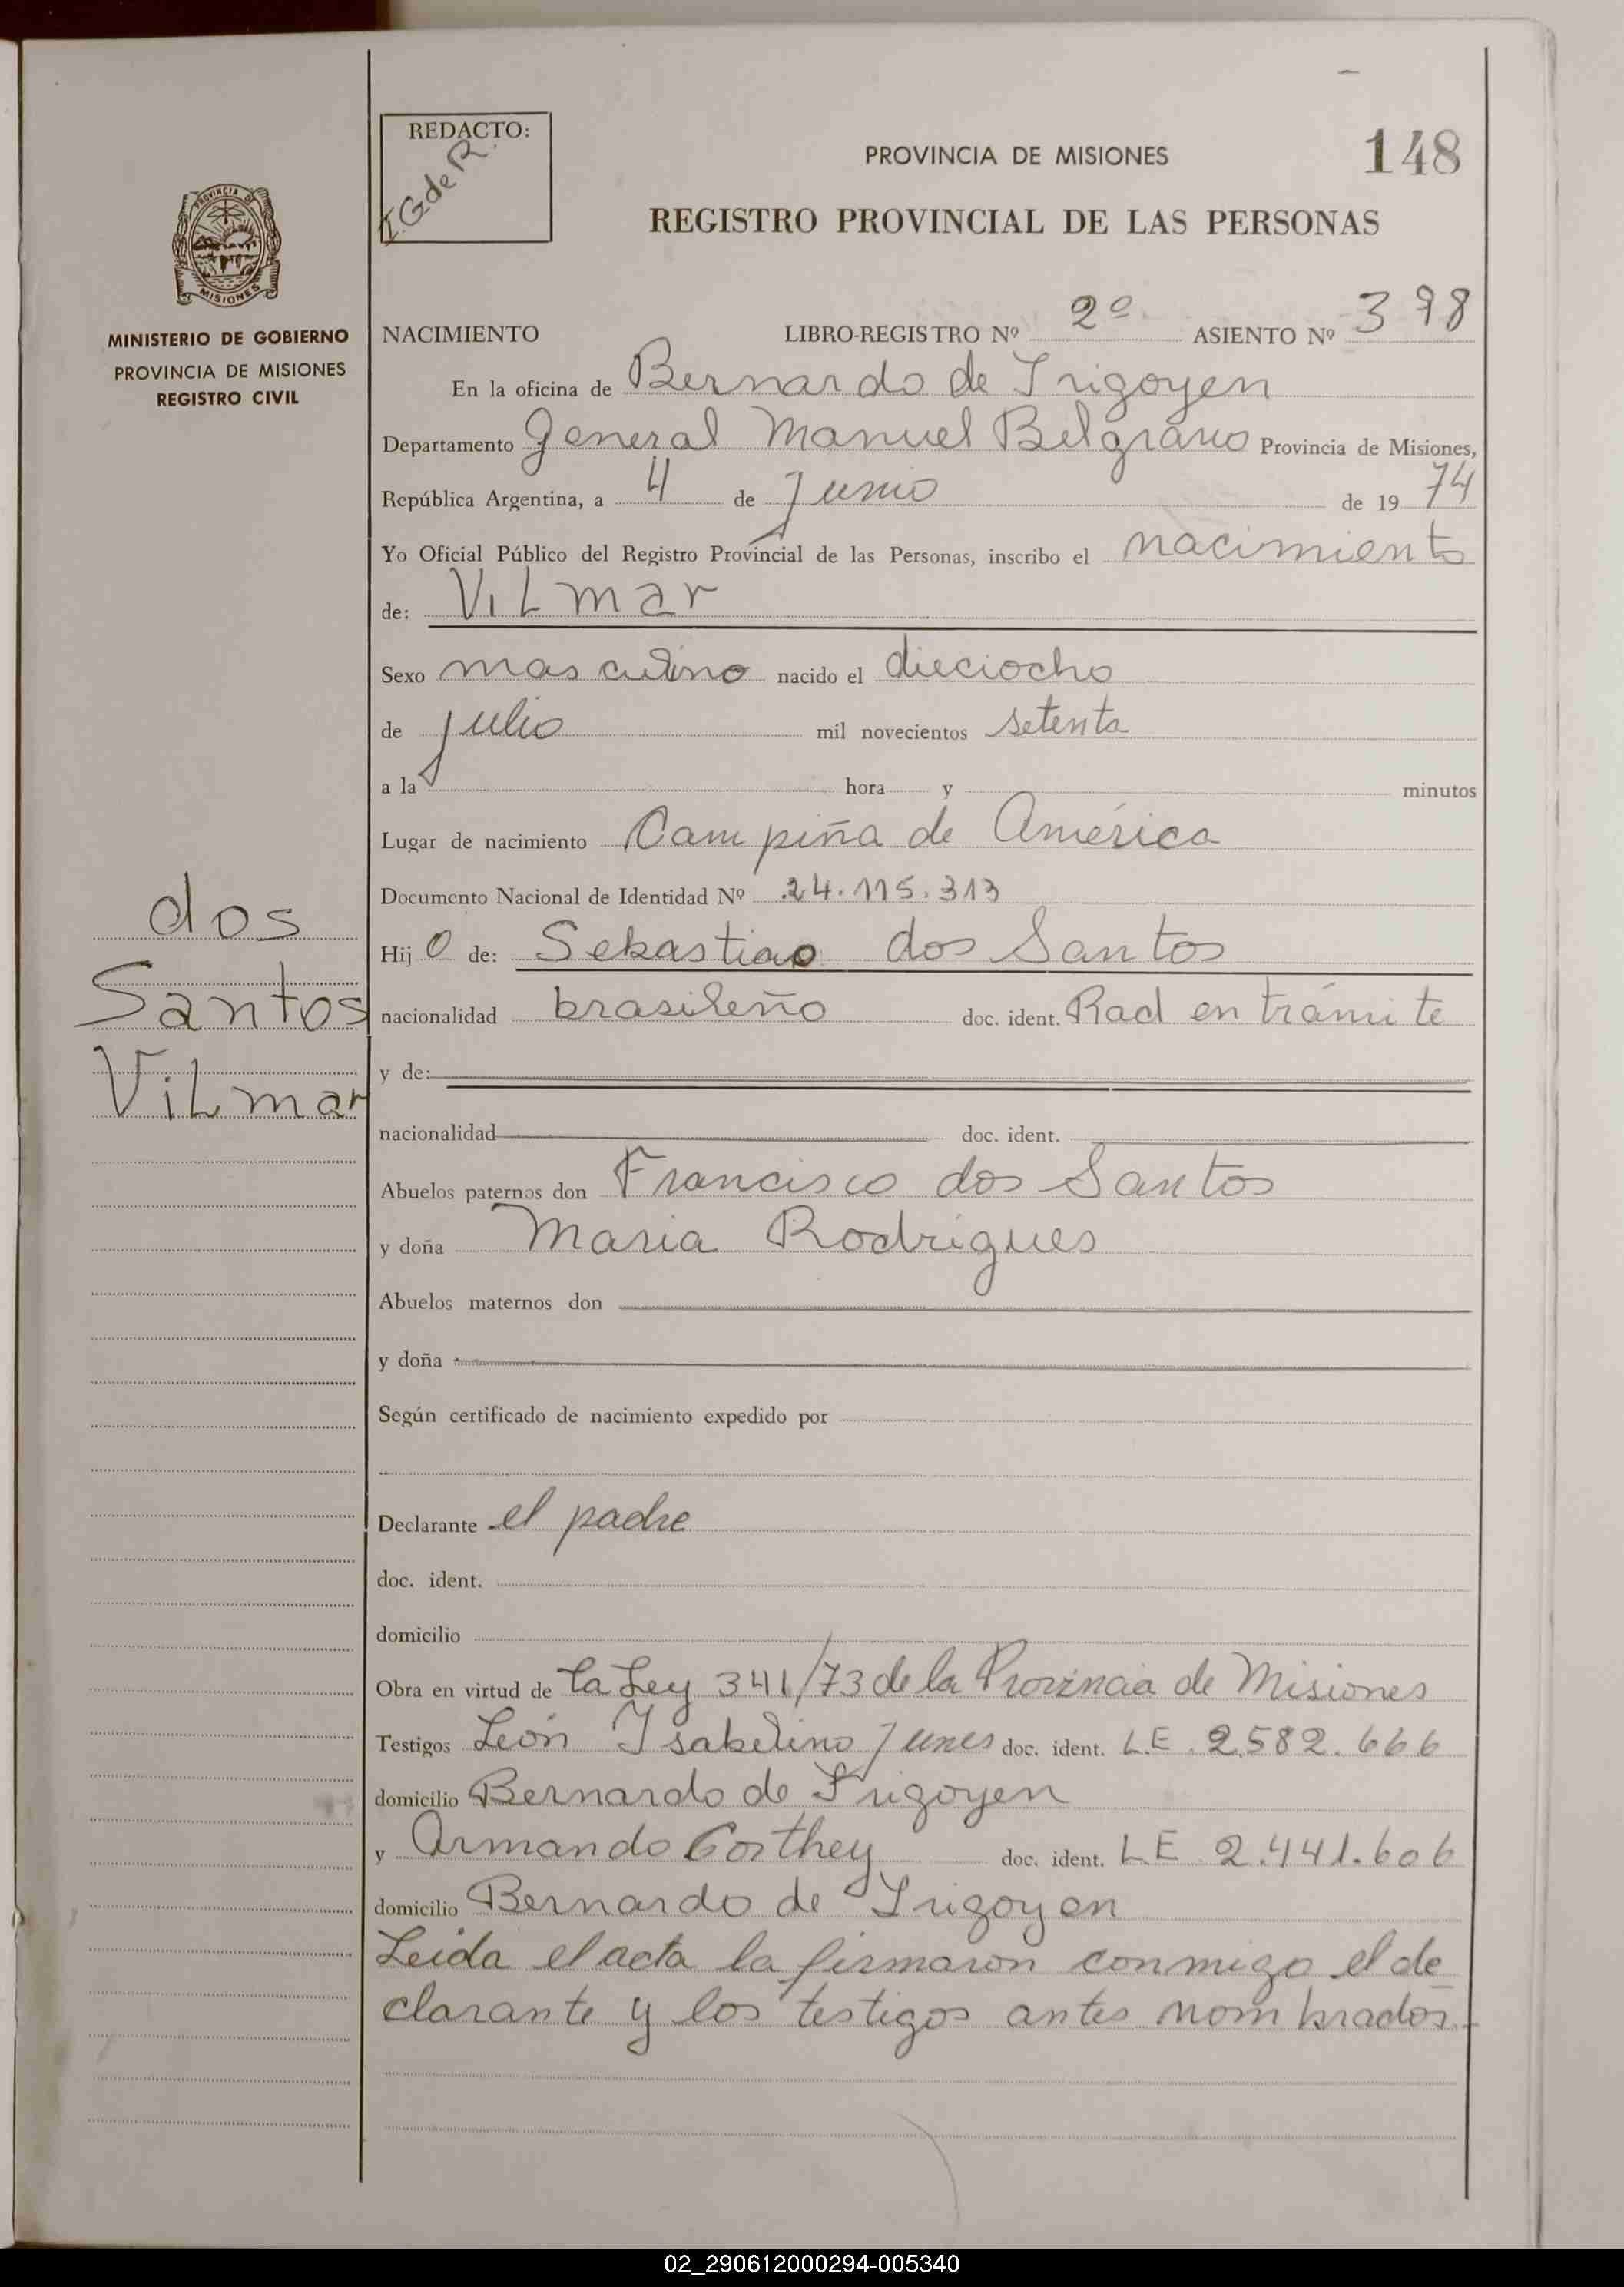 REDACTO:
I.G de R.
PROVINCIA DE MISIONES
148
REGISTRO PROVINCIAL DE LAS PERSONAS
PROVINCIA DE
MISIONES
MINISTERIO DE GOBIERNO
PROVINCIA DE MISIONES
REGISTRO CIVIL
NACIMIENTO LIBRO-REGISTRO Nº 2º ASIENTO Nº 398
En la oficina de Bernardo de Irigoyen
Departamento General Manuel Belgrano Provincia de Misiones,
República Argentina, a 4 de Junio de 1974
Yo Oficial Público del Registro Provincial de las Personas, inscribo el nacimiento
de: Vilmar
Sexo masculino nacido el dieciocho
de julio mil novecientos setenta
a la hora y minutos
Lugar de nacimiento Campiña de América
Documento Nacional de Identidad Nº 24.115.313
dos
Santos
Vilmar
Hijo de: Sebastiao dos Santos
nacionalidad brasileño doc. ident. Rad en trámite
y de:
nacionalidad doc. ident.
Abuelos paternos don Francisco dos Santos
y doña Maria Rodrigues
Abuelos maternos don
y doña
Según certificado de nacimiento expedido por
Declarante el padre
doc. ident.
domicilio
Obra en virtud de la Ley 341/73 de la Provincia de Misiones
Testigos León Isabelino Junes doc. ident. L.E. 2.582.666
domicilio Bernardo de Irigoyen
y Armando Corthey doc. ident. L.E. 2.441.606
domicilio Bernardo de Irigoyen
Leida el acta la firmaron conmigo el de
clarante y los testigos antes nombrados.-
02_290612000294-005340